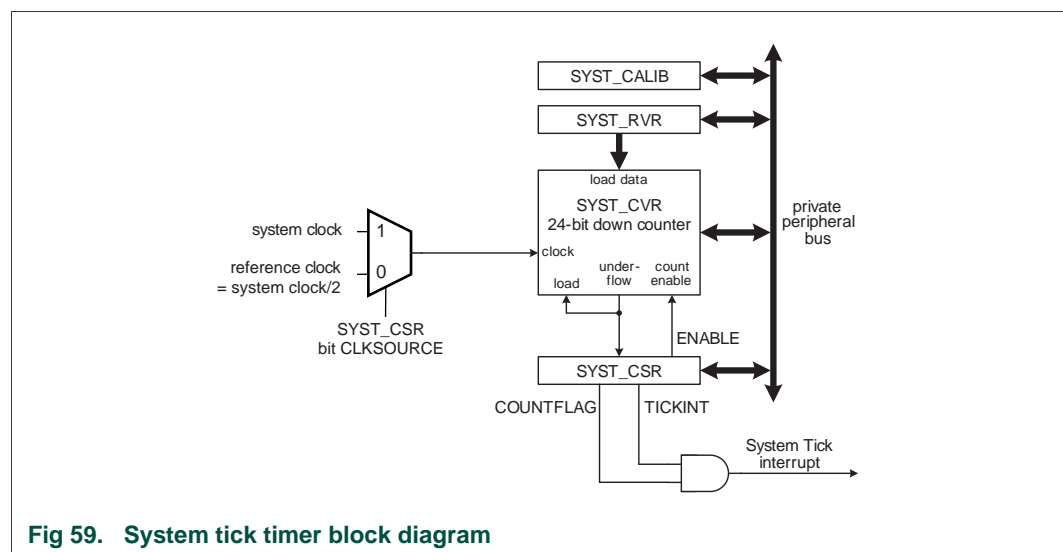 SYST_CALIB
SYST_RVR
load data
SYST_CVR
24-bit down counter
private
peripheral
bus
system clock
1
clock
reference clock
= system clock/2
0
under-
flow
count
enable
load
SYST_CSR
bit CLKSOURCE
ENABLE
SYST_CSR
COUNTFLAG
TICKINT
System Tick
interrupt
Fig 59. System tick timer block diagram